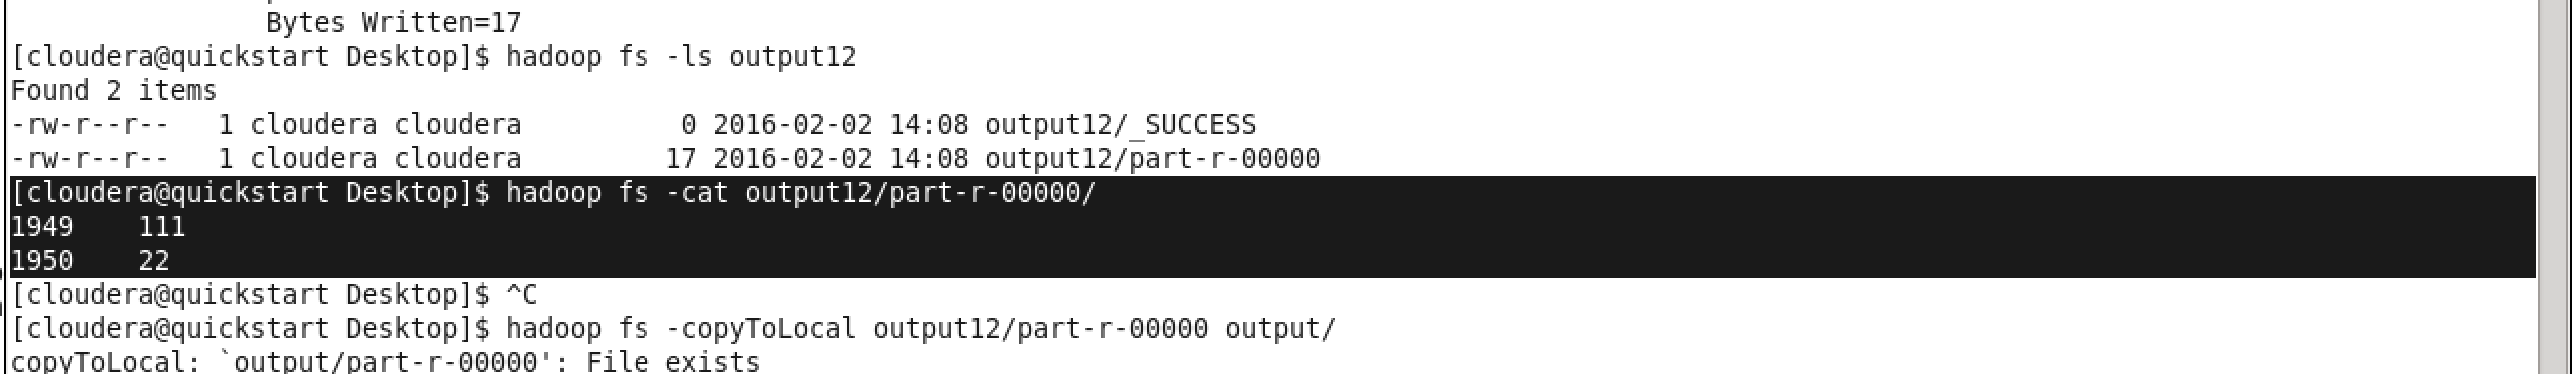 Bytes Written=17
[cloudera@quickstart Desktop]$ hadoop fs -ls output12
Found 2 items
-rw-r--r--   1 cloudera cloudera          0 2016-02-02 14:08 output12/_SUCCESS
-rw-r--r--   1 cloudera cloudera         17 2016-02-02 14:08 output12/part-r-00000
[cloudera@quickstart Desktop]$ hadoop fs -cat output12/part-r-00000/
1949    111
1950    22
[cloudera@quickstart Desktop]$ ^C
[cloudera@quickstart Desktop]$ hadoop fs -copyToLocal output12/part-r-00000 output/
copyToLocal: `output/part-r-00000': File exists